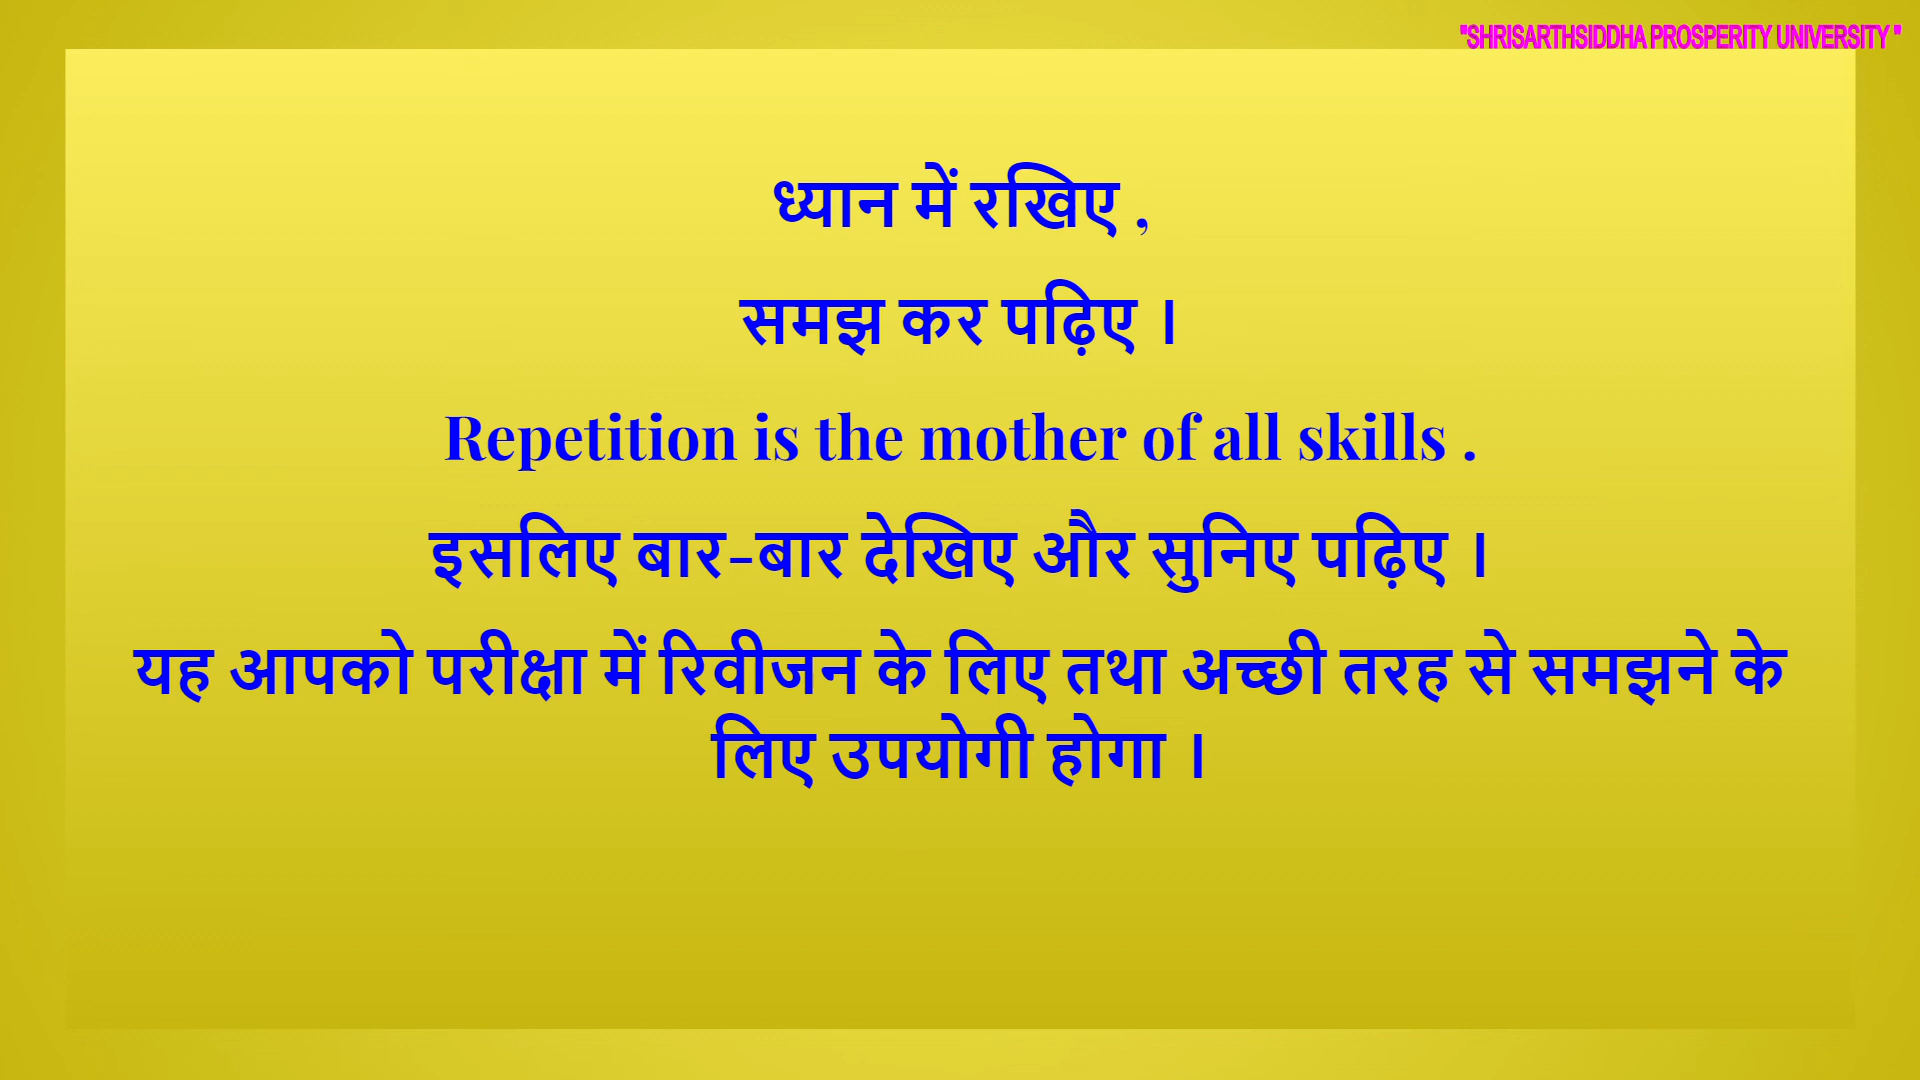 "SHRISARTHSIDDHA PROSPERITY UNIVERSITY "
ध्यान में रखिए ,
समझ कर पढ़िए ।
Repetition is the mother of all skills .
इसलिए बार-बार देखिए और सुनिए पढ़िए ।
यह आपको परीक्षा में रिवीजन के लिए तथा अच्छी तरह से समझने के
लिए उपयोगी होगा ।